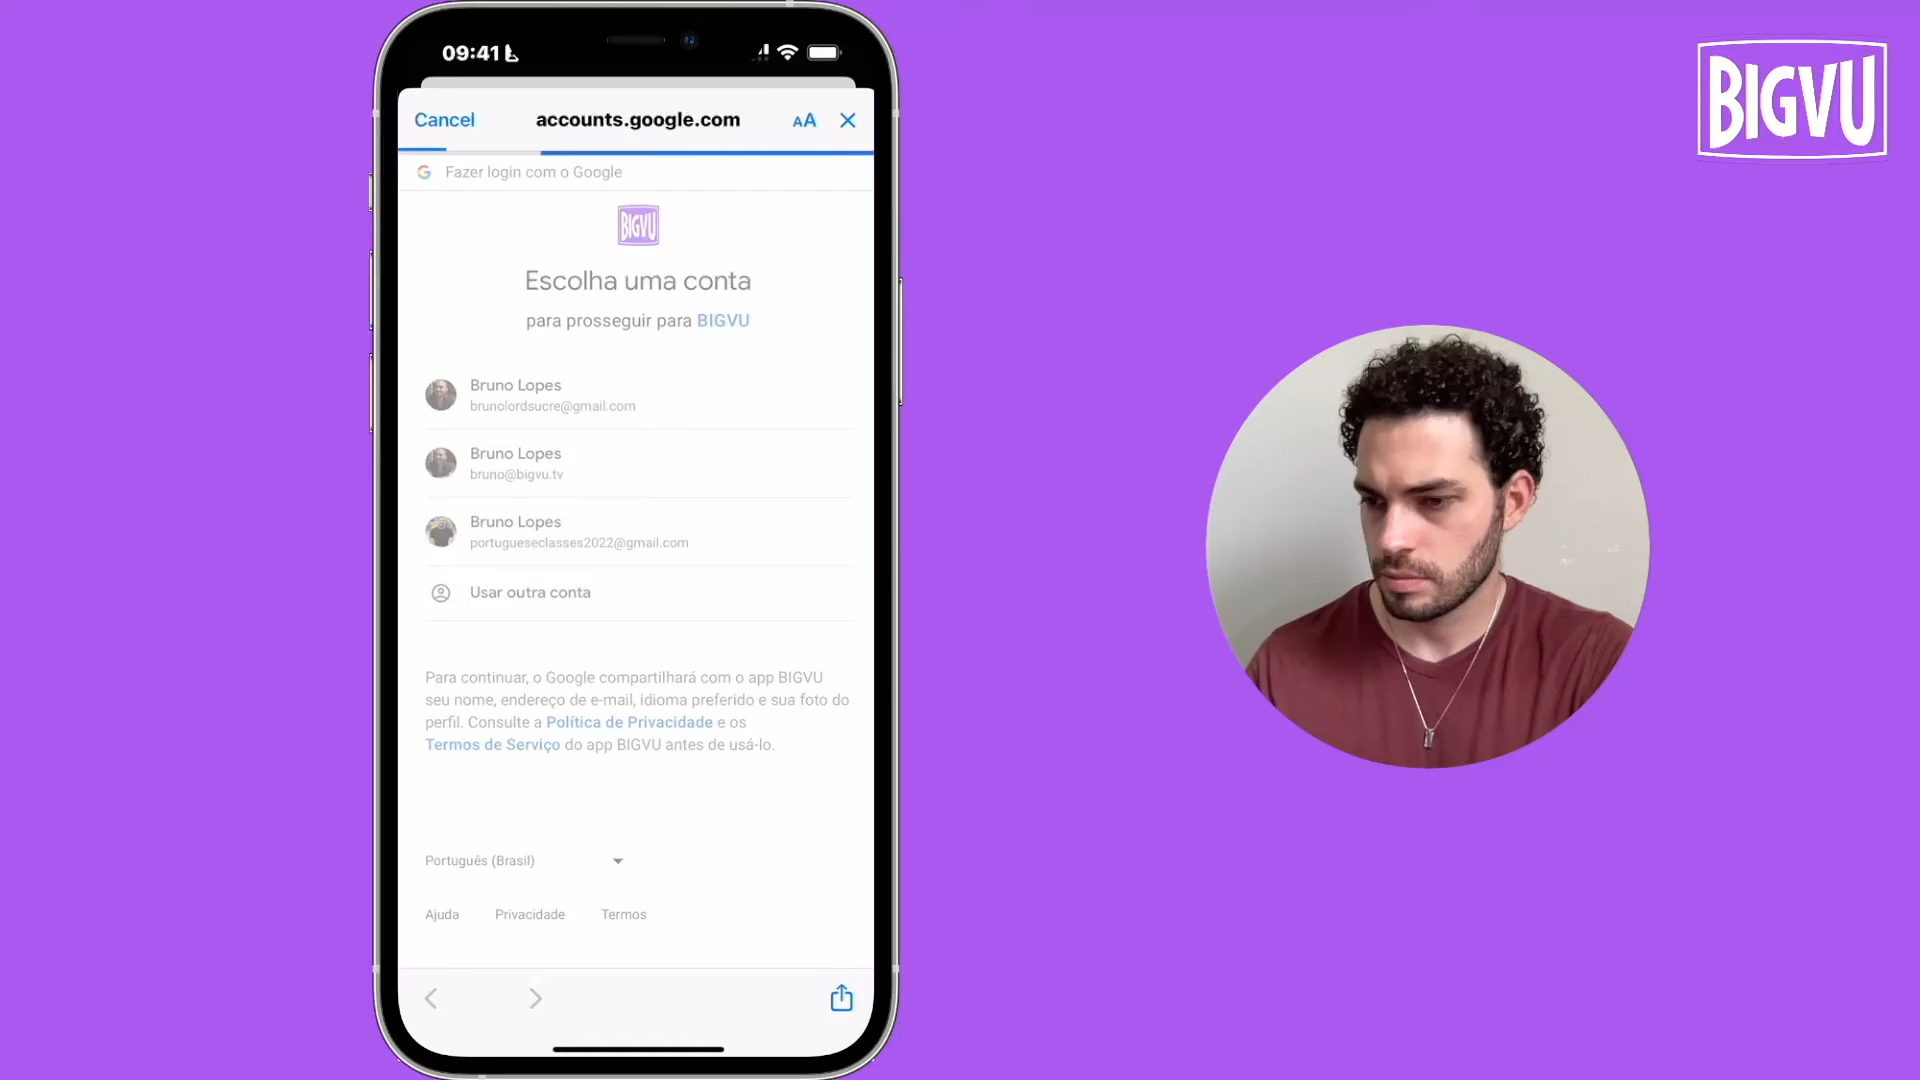 09:41
BIGVU
Cancel
accounts.google.com
AA
Fazer login com o Google
BIGVU
Escolha uma conta
para prosseguir para BIGVU
Bruno Lopes
brunolordsucre@gmail.com
Bruno Lopes
bruno@bigvu.tv
Bruno Lopes
portugueseclasses2022@gmail.com
Usar outra conta
Para continuar, o Google compartilhará com o app BIGVU
seu nome, endereço de e-mail, idioma preferido e sua foto do
perfil. Consulte a Política de Privacidade e os
Termos de Serviço do app BIGVU antes de usá-lo.
Português (Brasil)
Ajuda Privacidade Termos